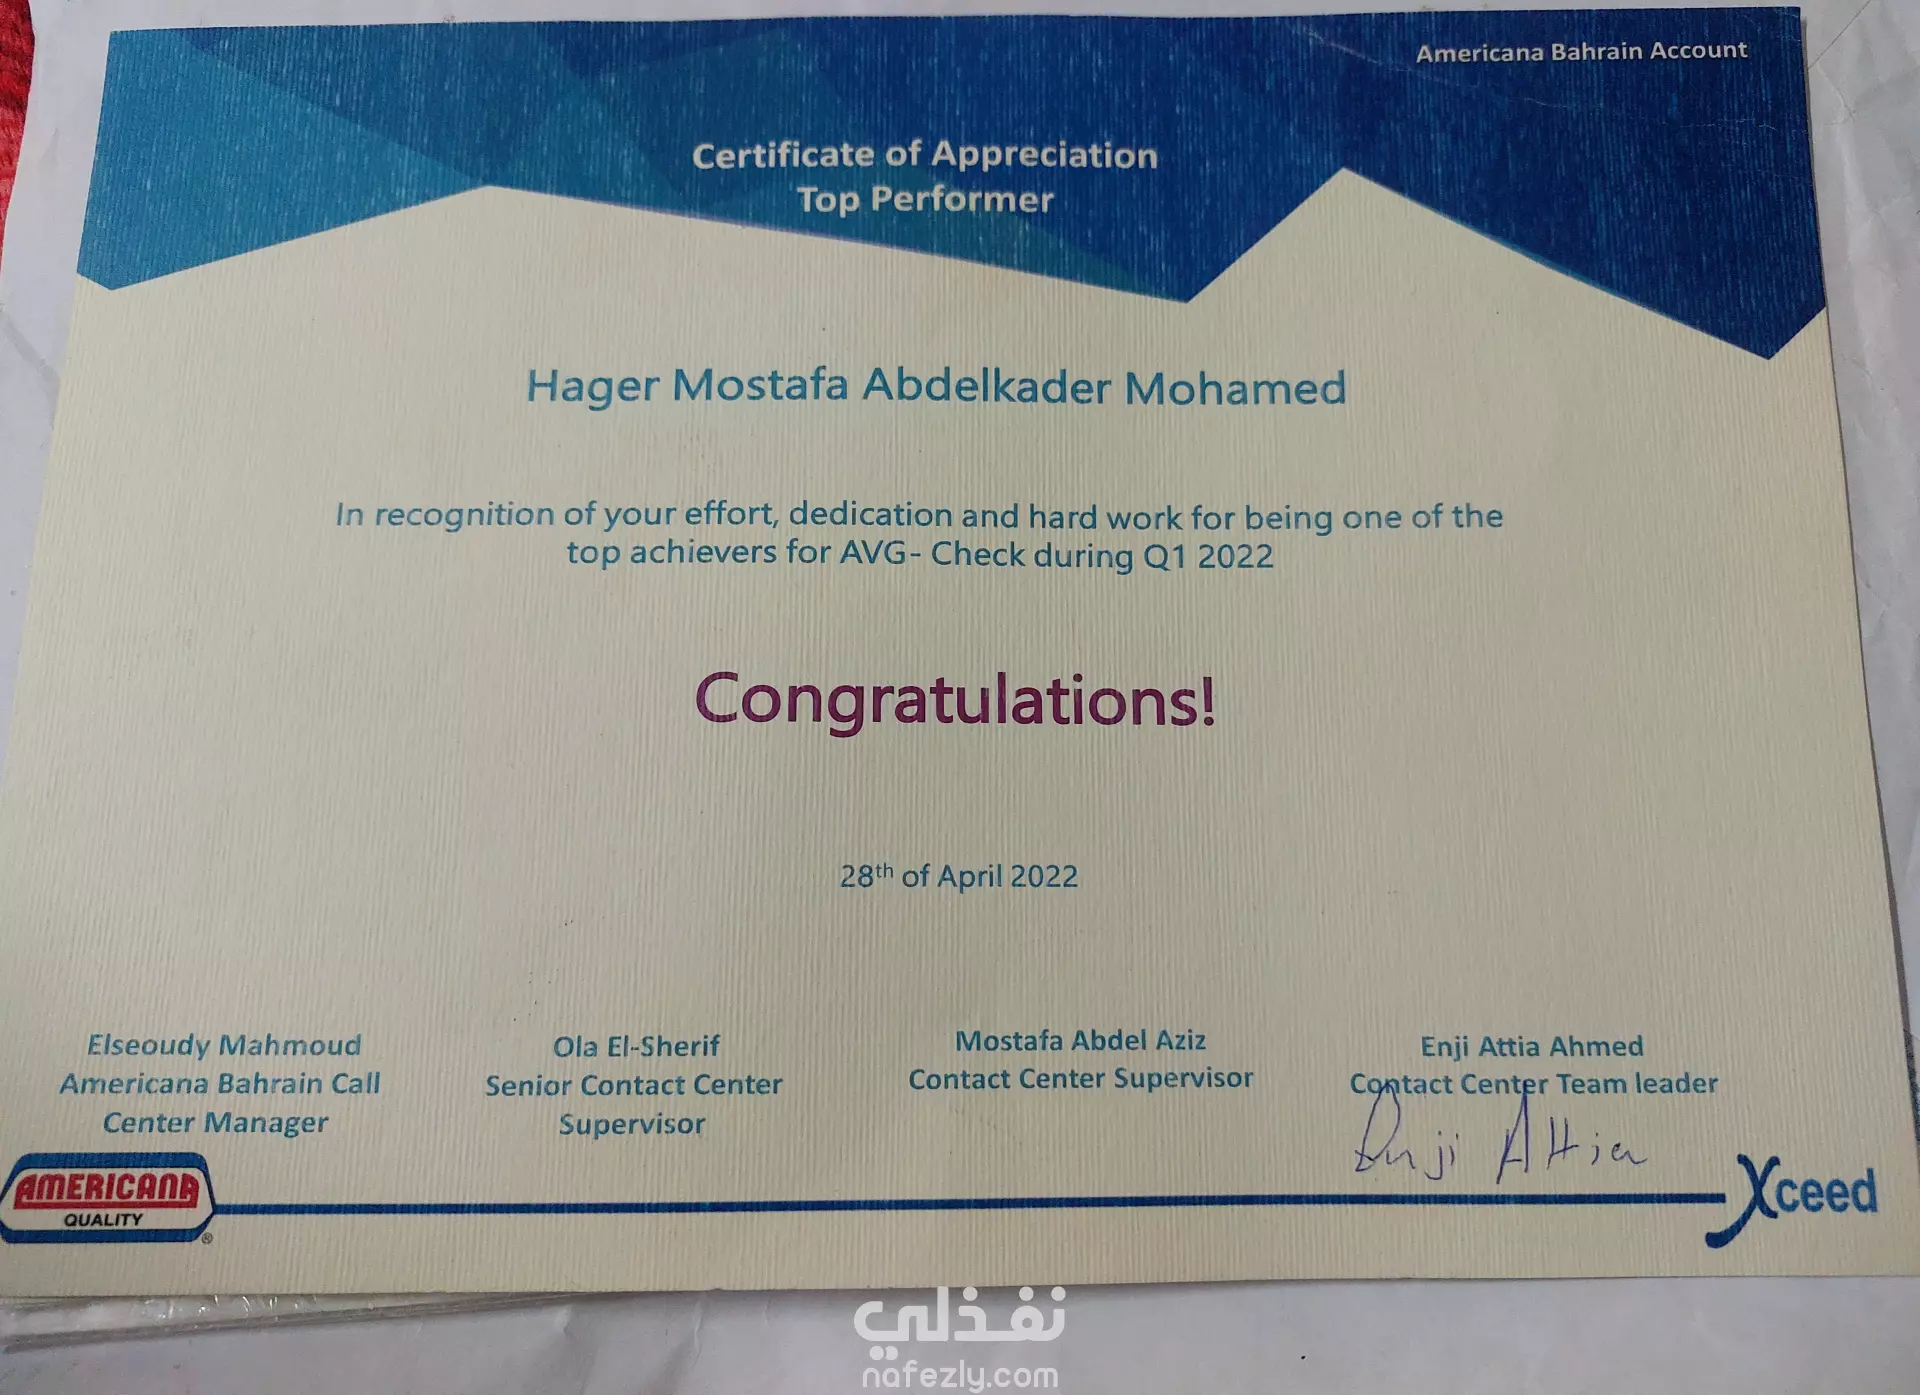 Americana Bahrain Account
Certificate of Appreciation
Top Performer
Hager Mostafa Abdelkader Mohamed
In recognition of your effort, dedication and hard work for being one of the
top achievers for AVG- Check during Q1 2022
Congratulations!
28th of April 2022
Elseoudy Mahmoud
Americana Bahrain Call
Center Manager
Ola El-Sherif
Senior Contact Center
Supervisor
Mostafa Abdel Aziz
Contact Center Supervisor
Enji Attia Ahmed
Contact Center Team leader
Enji Attia
AMERICANA
QUALITY
®
Xceed
نفذلي
nafezly.com